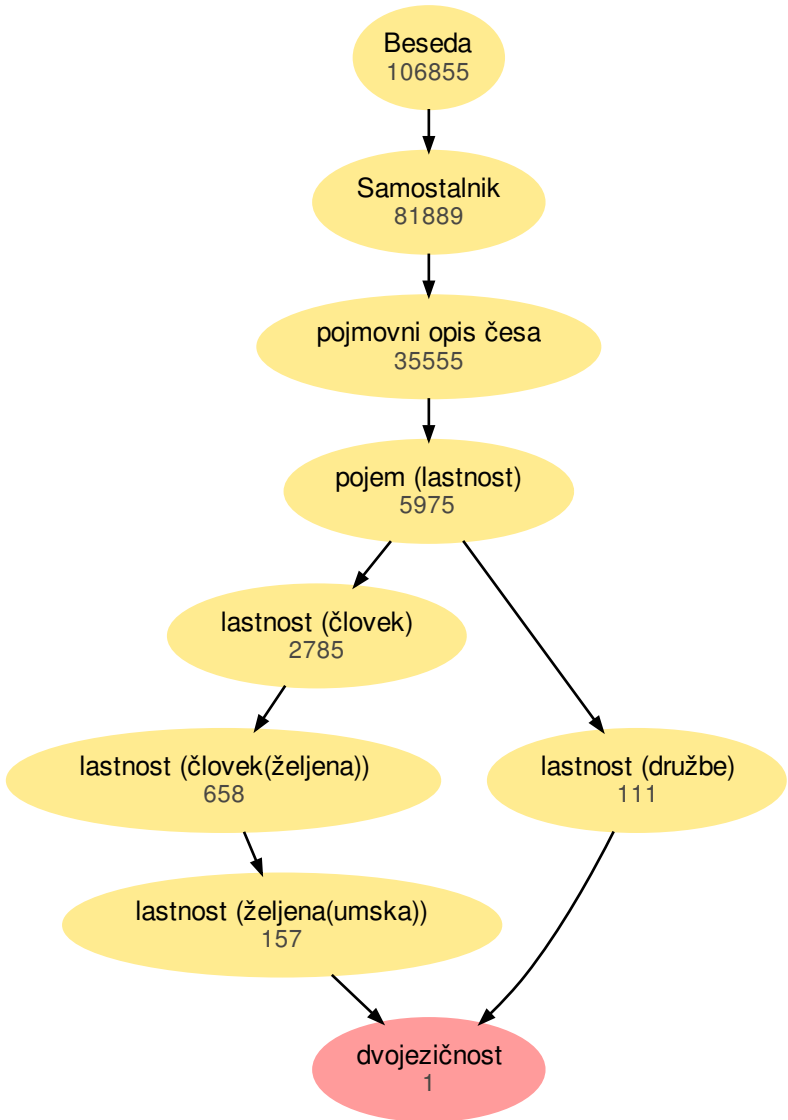 Beseda
106855
Samostalnik
81889
pojmovni opis česa
35555
pojem (lastnost)
5975
lastnost (človek)
2785
lastnost (človek(željena))
658
lastnost (družbe)
111
lastnost (željena(umska))
157
dvojezičnost
1